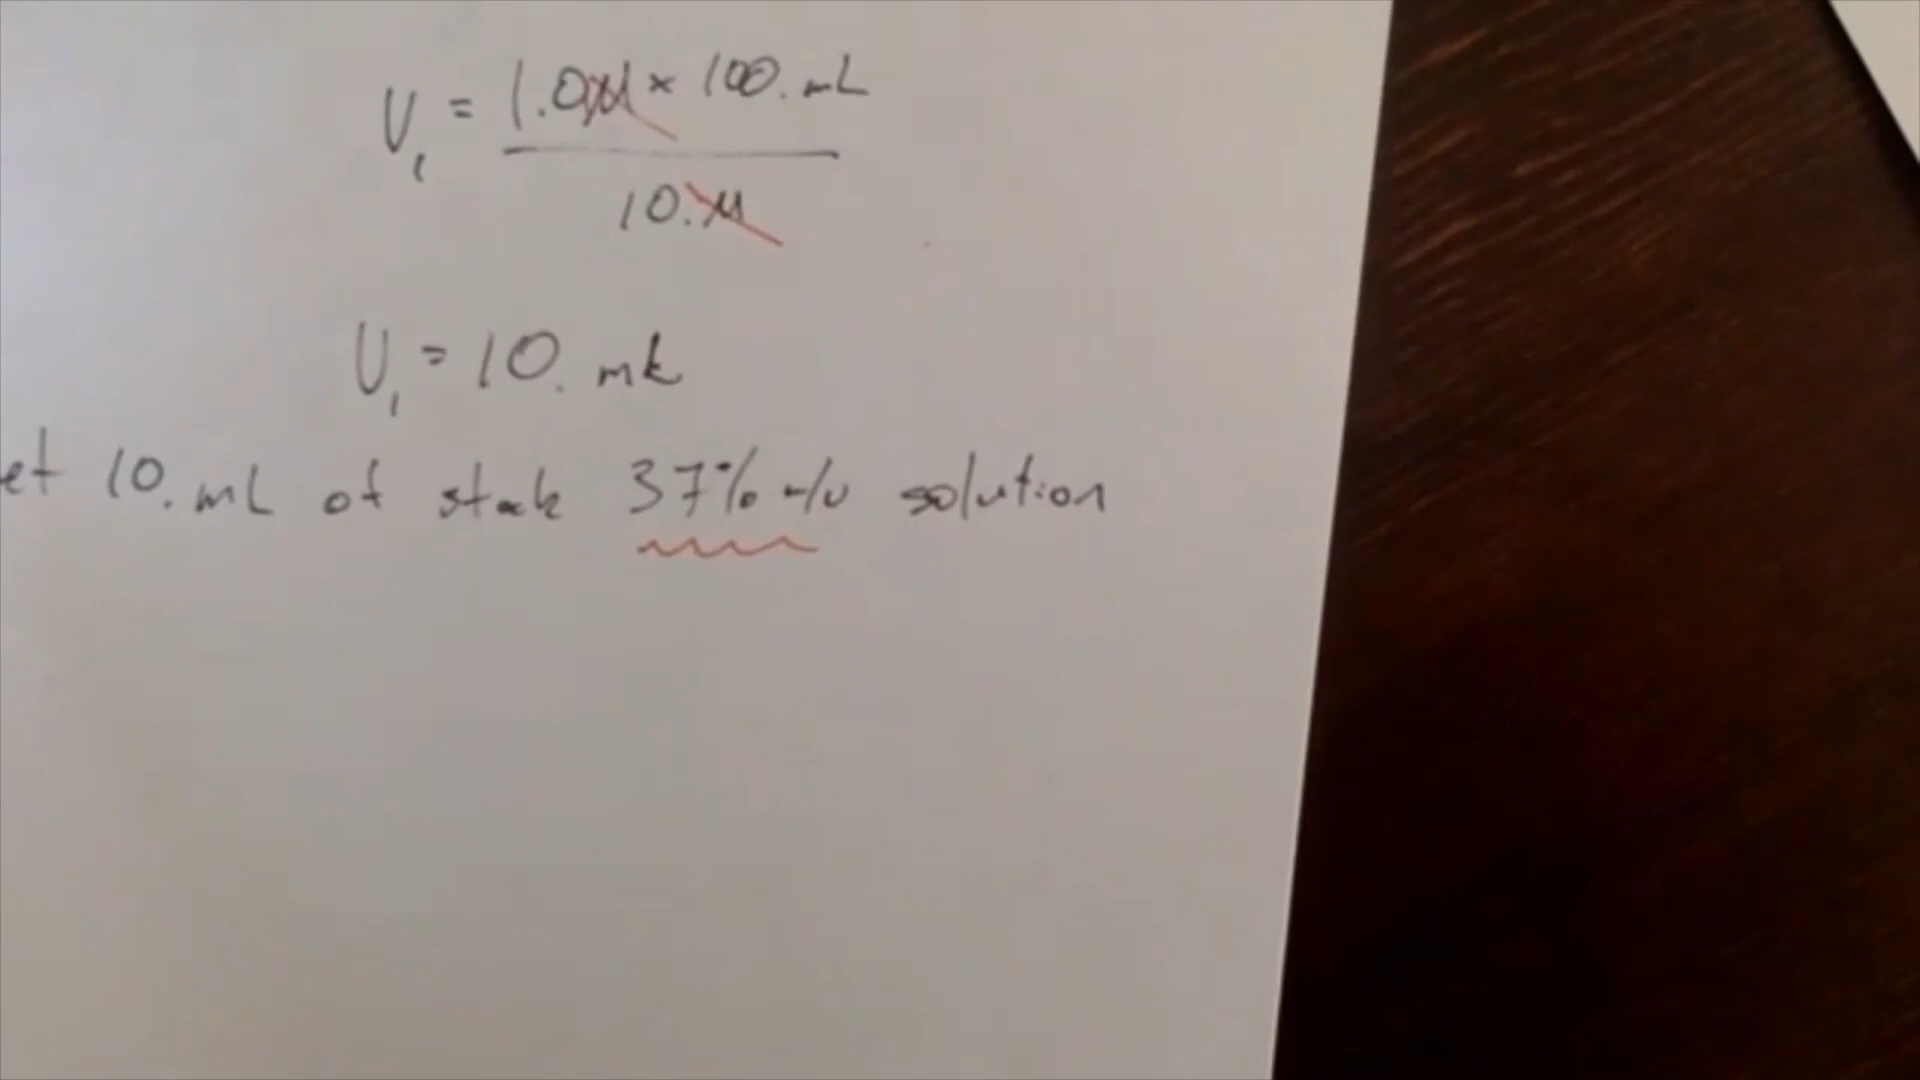 V₁ = 1.0M × 100. mL
10. M
V₁ = 10. mL
et 10. mL of stock 37% v/v solution